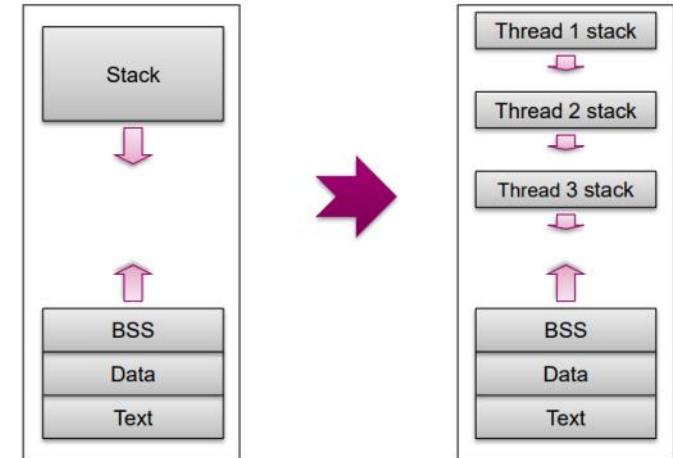 Stack
BSS
Data
Text
Thread 1 stack
Thread 2 stack
Thread 3 stack
BSS
Data
Text